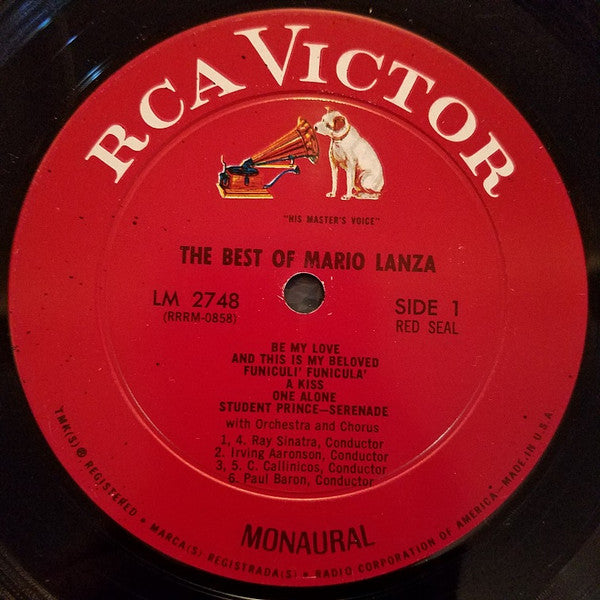 RCA VICTOR
"HIS MASTER'S VOICE"
THE BEST OF MARIO LANZA
LM 2748
(RRRM-0858)
SIDE 1
RED SEAL
BE MY LOVE
AND THIS IS MY BELOVED
FUNICULI' FUNICULA'
A KISS
ONE ALONE
STUDENT PRINCE—SERENADE
with Orchestra and Chorus
1, 4. Ray Sinatra, Conductor
2. Irving Aaronson, Conductor
3, 5. C. Callinicos, Conductor
6. Paul Baron, Conductor
MONAURAL
TMK(S) ® REGISTERED • MARCA(S) REGISTRADA(S) • RADIO CORPORATION OF AMERICA—MADE IN U.S.A.